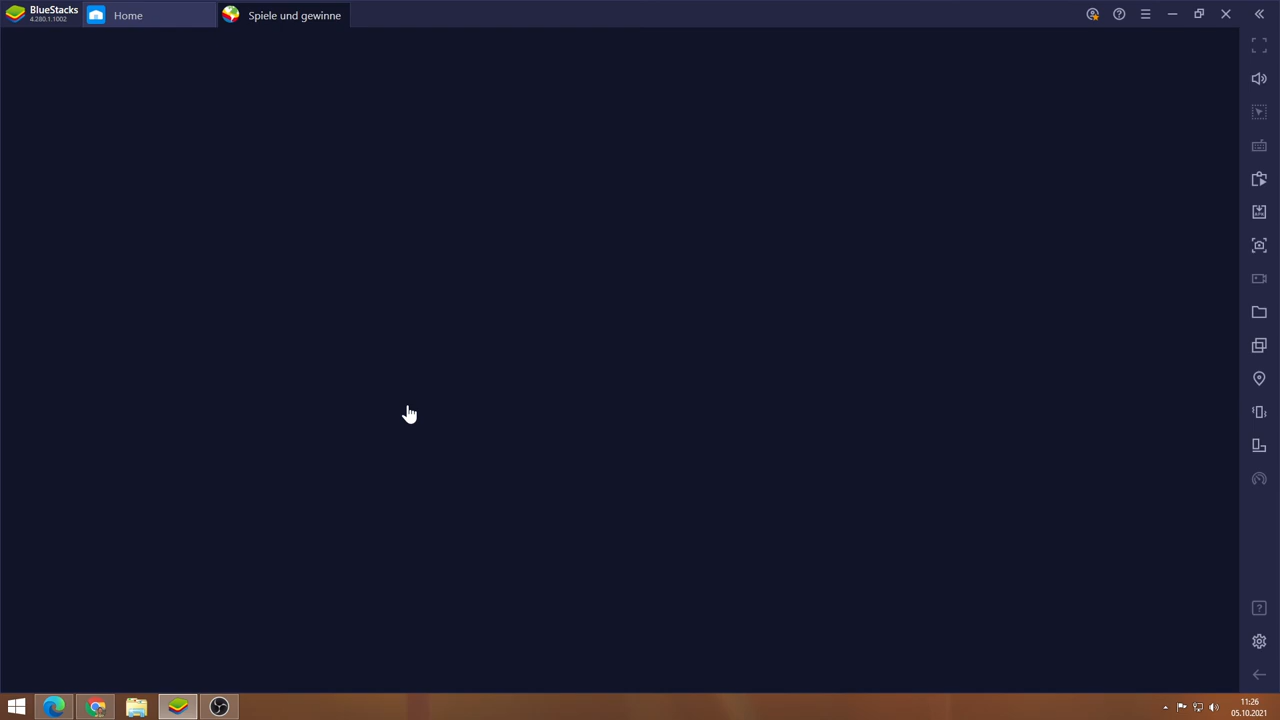 BlueStacks
4.280.1.1002
Home
Spiele und gewinne
11:26
05.10.2021